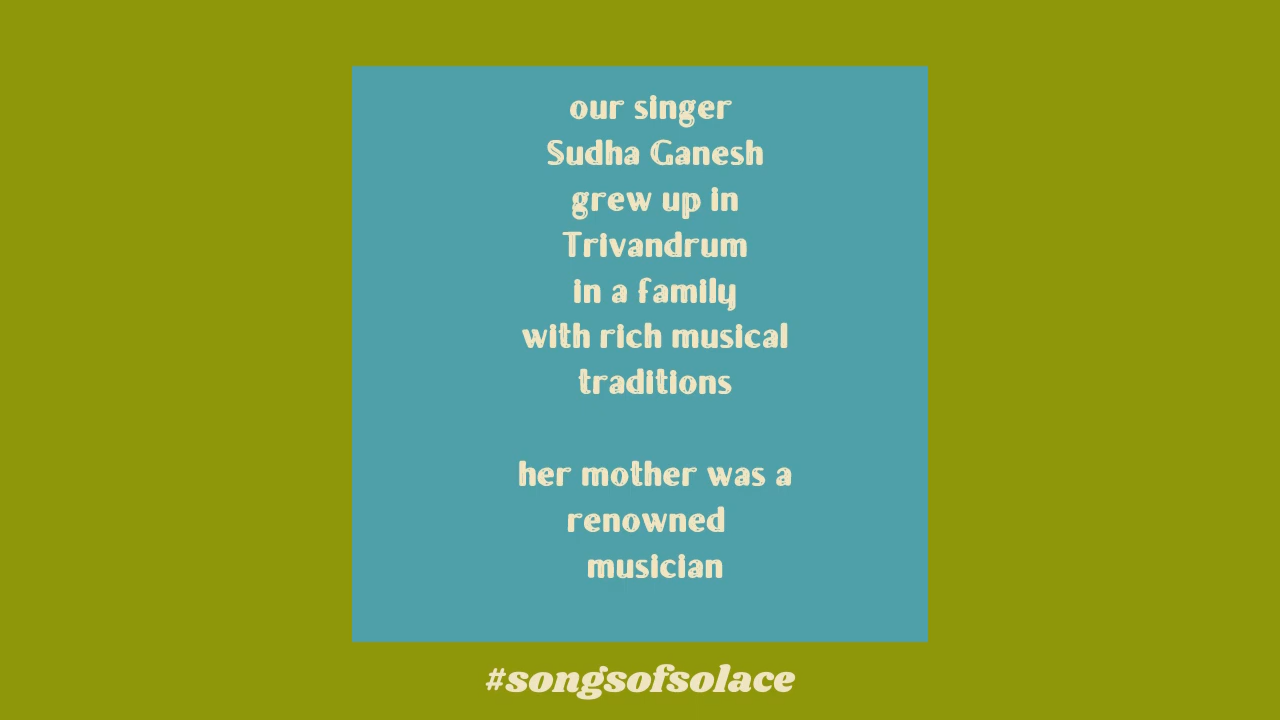 our singer
Sudha Ganesh
grew up in
Trivandrum
in a family
with rich musical
traditions
her mother was a
renowned
musician
#songsofsolace